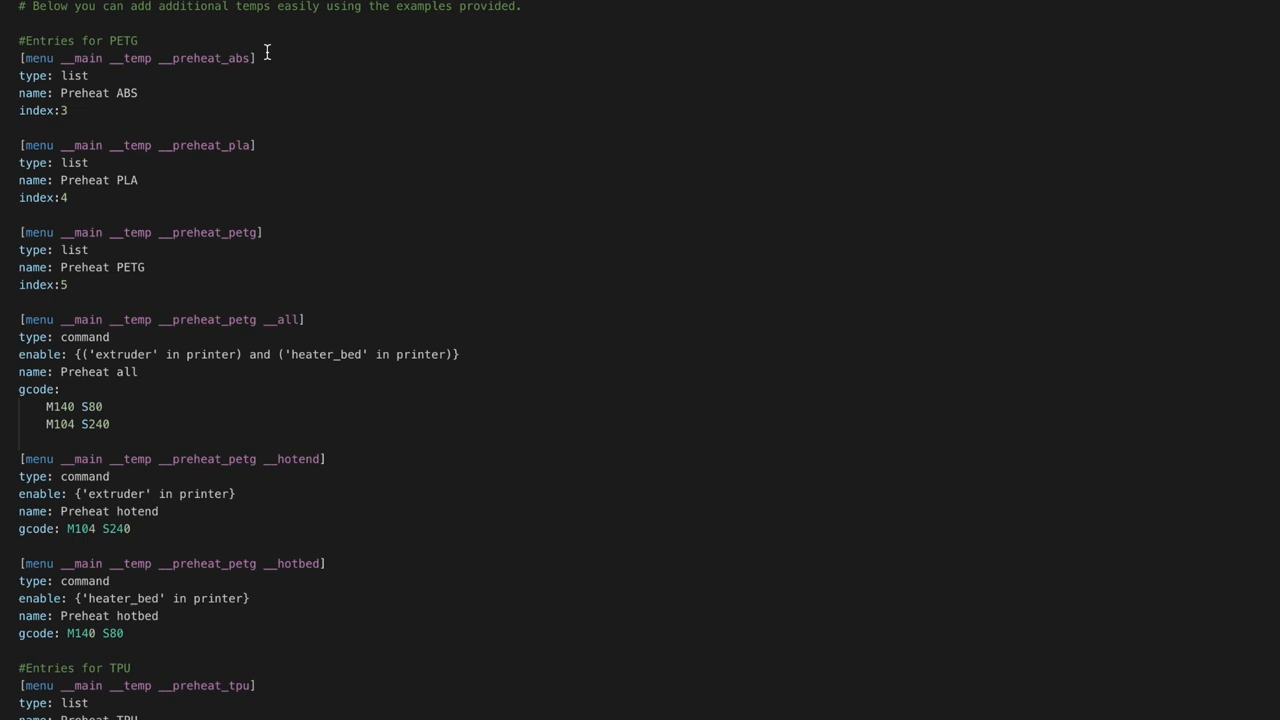 # Below you can add additional temps easily using the examples provided.
#Entries for PETG
[menu __main __temp __preheat_abs]
type: list
name: Preheat ABS
index:3
[menu __main __temp __preheat_pla]
type: list
name: Preheat PLA
index:4
[menu __main __temp __preheat_petg]
type: list
name: Preheat PETG
index:5
[menu __main __temp __preheat_petg __all]
type: command
enable: {('extruder' in printer) and ('heater_bed' in printer)}
name: Preheat all
gcode:
    M140 S80
    M104 S240
[menu __main __temp __preheat_petg __hotend]
type: command
enable: {'extruder' in printer}
name: Preheat hotend
gcode: M104 S240
[menu __main __temp __preheat_petg __hotbed]
type: command
enable: {'heater_bed' in printer}
name: Preheat hotbed
gcode: M140 S80
#Entries for TPU
[menu __main __temp __preheat_tpu]
type: list
name: Preheat TPU